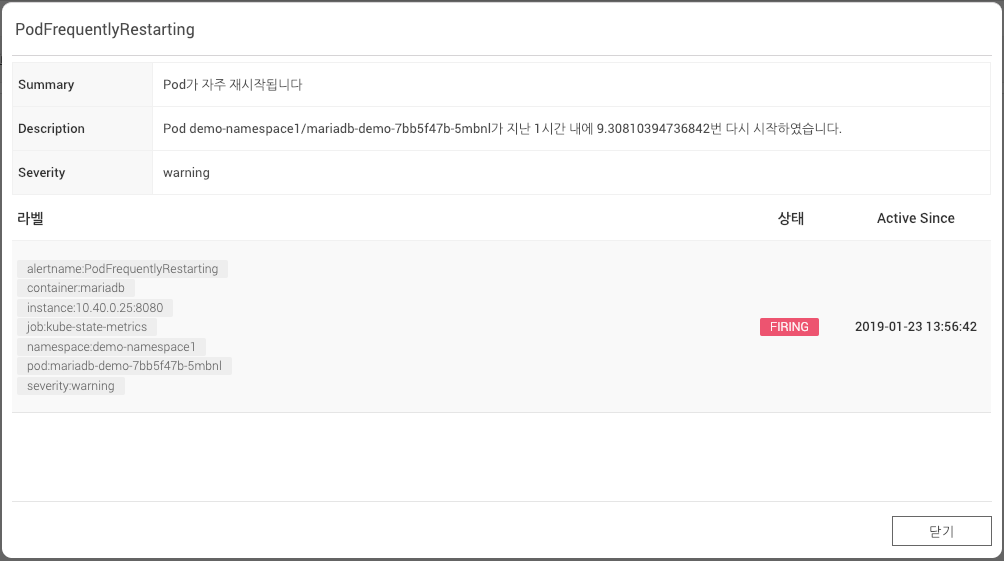 PodFrequentlyRestarting
Summary Pod가 자주 재시작됩니다
Description Pod demo-namespace1/mariadb-demo-7bb5f47b-5mbnl가 지난 1시간 내에 9.30810394736842번 다시 시작하였습니다.
Severity warning
라벨 상태 Active Since
alertname:PodFrequentlyRestarting
container:mariadb
instance:10.40.0.25:8080
job:kube-state-metrics
FIRING 2019-01-23 13:56:42
namespace:demo-namespace1
pod:mariadb-demo-7bb5f47b-5mbnl
severity:warning
닫기